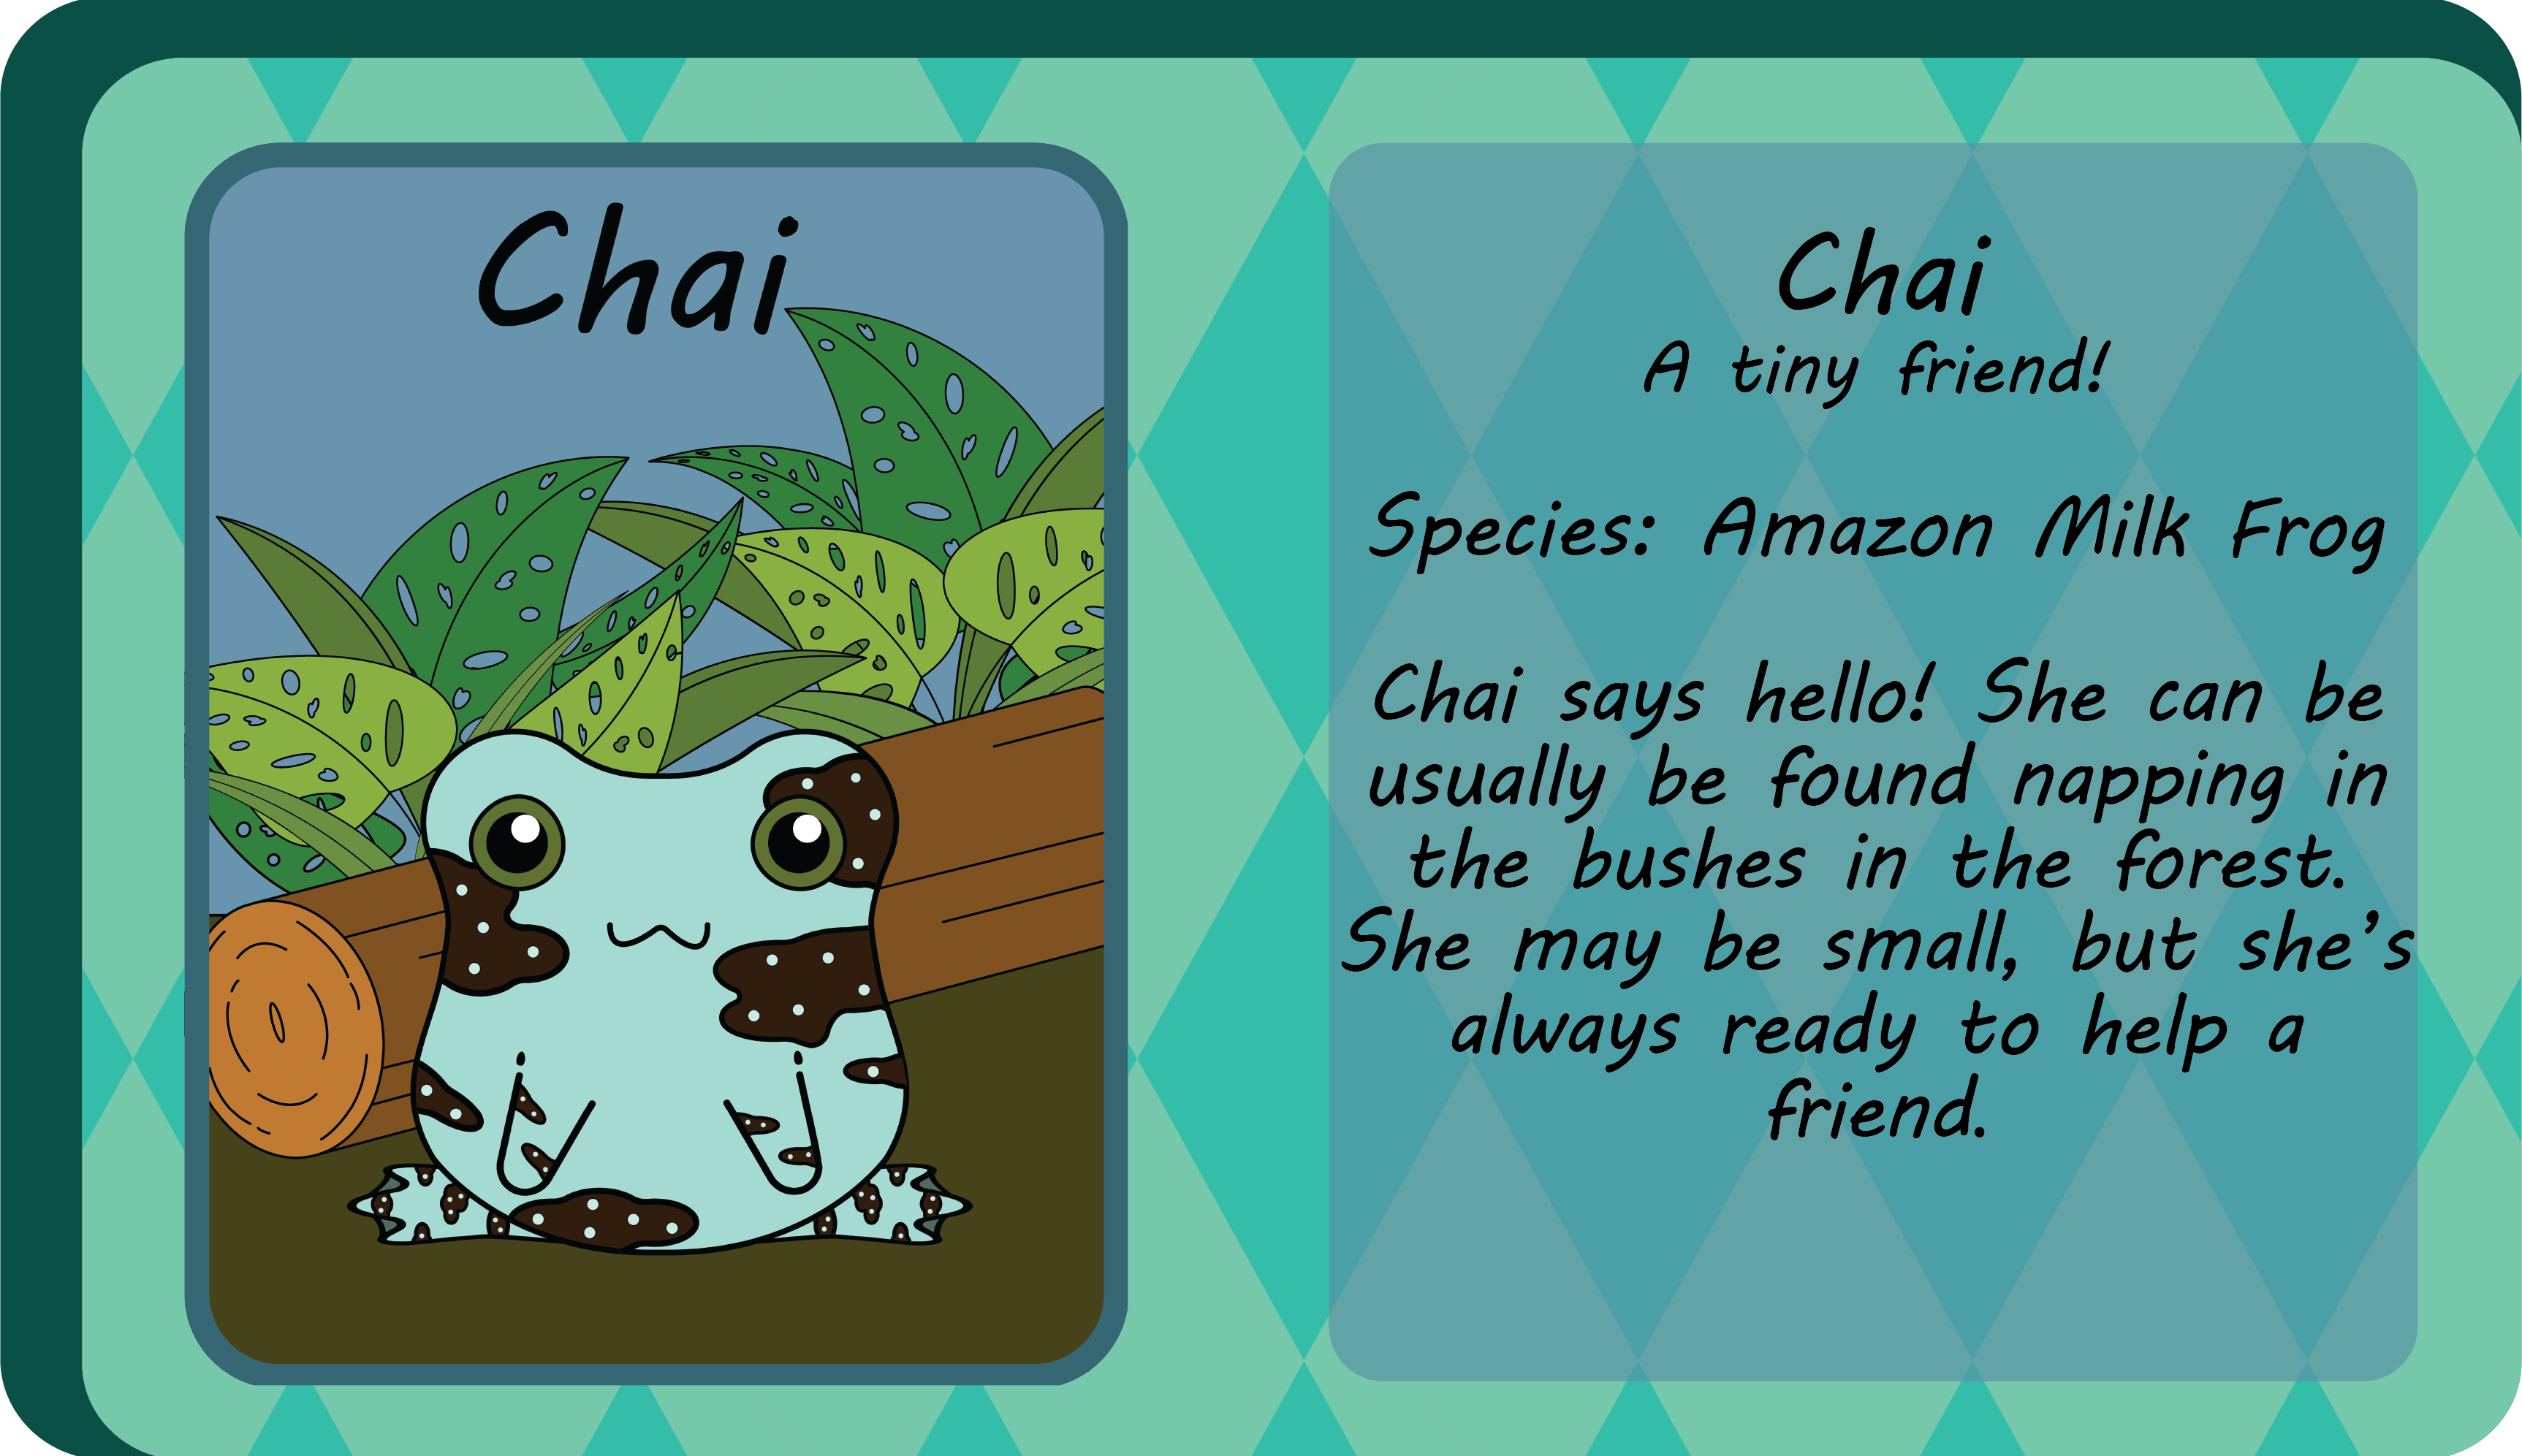 Chai
Chai
A tiny friend!
Species: Amazon Milk Frog
Chai says hello! She can be
usually be found napping in
the bushes in the forest.
She may be small, but she's
always ready to help a
friend.